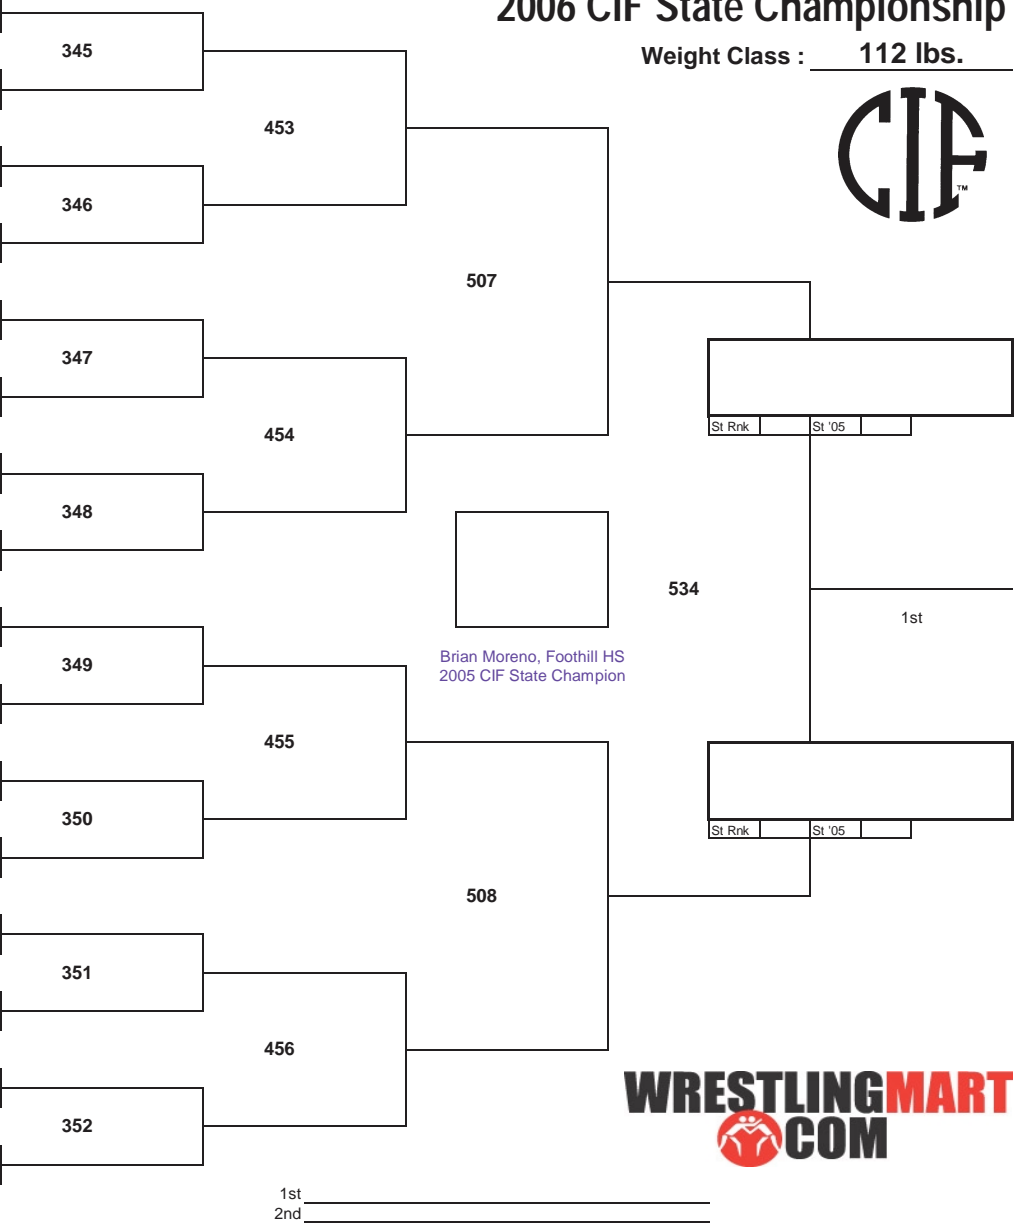 2006 CIF State Championship
Weight Class : 112 lbs.
345
CIF
™
453
346
507
347
St Rnk St '05
454
348
534
1st
Brian Moreno, Foothill HS
2005 CIF State Champion
349
455
350
St Rnk St '05
508
351
456
WRESTLINGMART
COM
352
1st
2nd